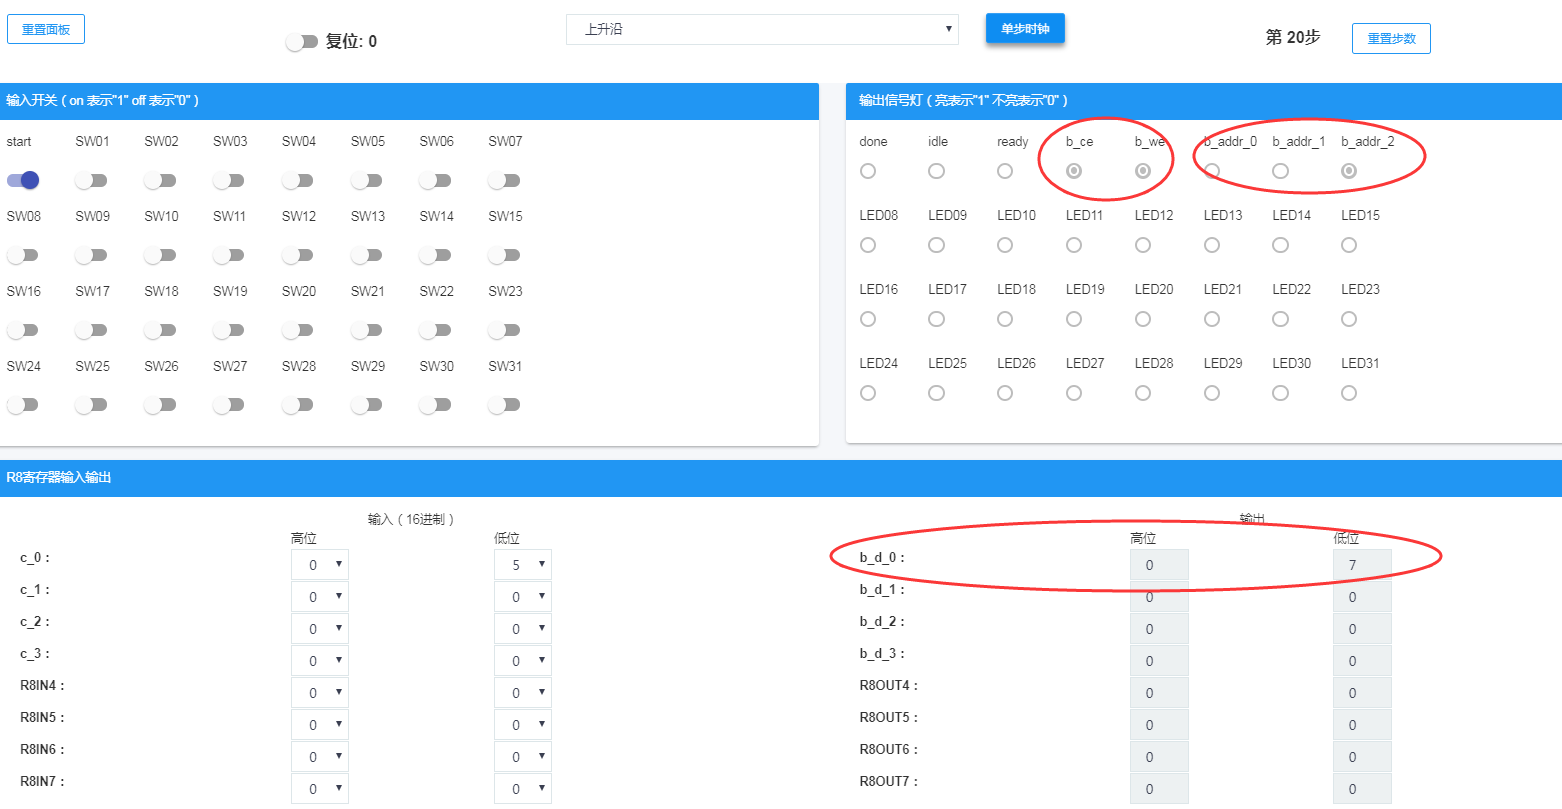 重置面板
复位: 0
上升沿
单步时钟
第 20步
重置步数
输入开关（on 表示"1" off 表示"0"）
start SW01 SW02 SW03 SW04 SW05 SW06 SW07
SW08 SW09 SW10 SW11 SW12 SW13 SW14 SW15
SW16 SW17 SW18 SW19 SW20 SW21 SW22 SW23
SW24 SW25 SW26 SW27 SW28 SW29 SW30 SW31
输出信号灯（亮表示"1" 不亮表示"0"）
done idle ready b_ce b_we b_addr_0 b_addr_1 b_addr_2
LED08 LED09 LED10 LED11 LED12 LED13 LED14 LED15
LED16 LED17 LED18 LED19 LED20 LED21 LED22 LED23
LED24 LED25 LED26 LED27 LED28 LED29 LED30 LED31
R8寄存器输入输出
输入（16进制）
高位 低位
c_0： 0 5
c_1： 0 0
c_2： 0 0
c_3： 0 0
R8IN4： 0 0
R8IN5： 0 0
R8IN6： 0 0
R8IN7： 0 0
输出
高位 低位
b_d_0： 0 7
b_d_1： 0 0
b_d_2： 0 0
b_d_3： 0 0
R8OUT4： 0 0
R8OUT5： 0 0
R8OUT6： 0 0
R8OUT7： 0 0